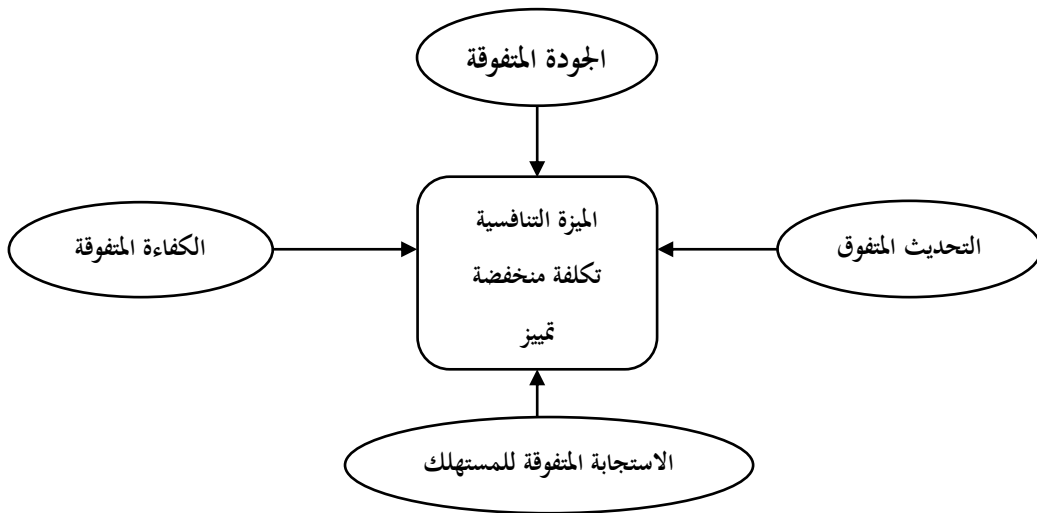 الجودة المتفوقة
الميزة التنافسية
تكلفة منخفضة
تمييز
التحديث المتفوق
الكفاءة المتفوقة
الاستجابة المتفوقة للمستهلك